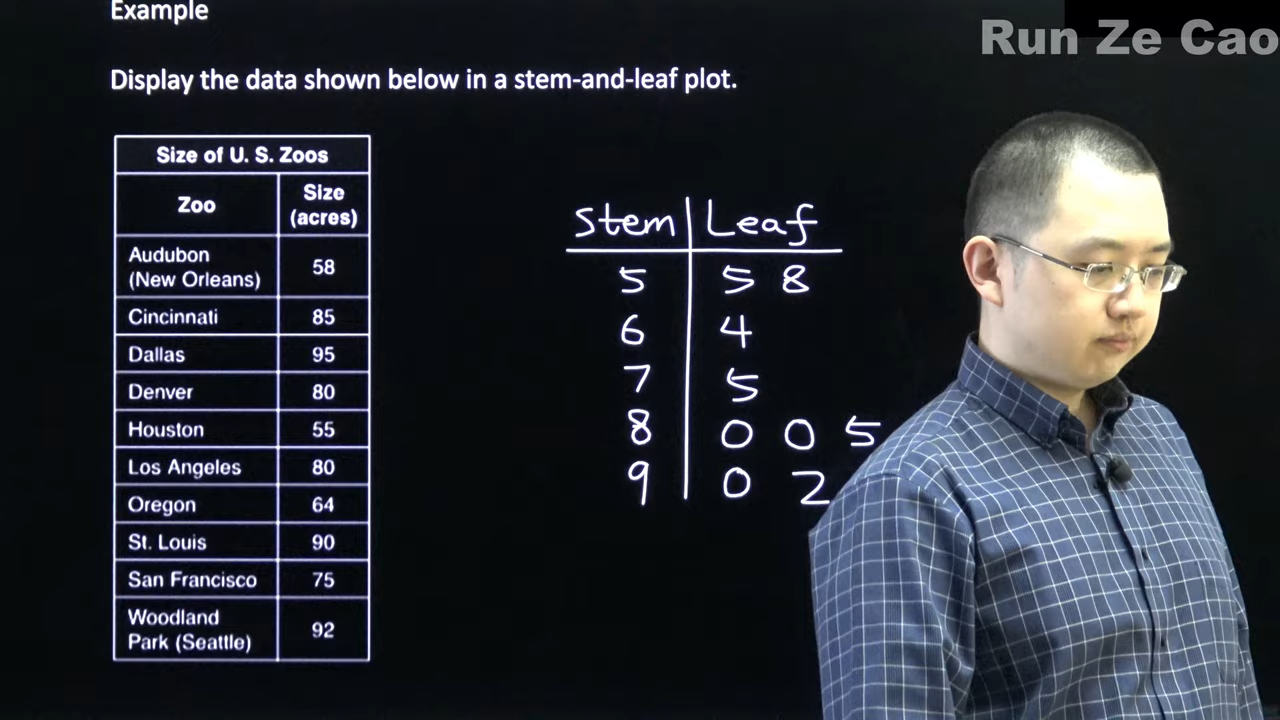 Example
Run Ze Cao
Display the data shown below in a stem-and-leaf plot.
Size of U. S. Zoos
Zoo Size (acres)
Audubon (New Orleans) 58
Cincinnati 85
Dallas 95
Denver 80
Houston 55
Los Angeles 80
Oregon 64
St. Louis 90
San Francisco 75
Woodland Park (Seattle) 92
Stem Leaf
5 5 8
6 4
7 5
8 0 0 5
9 0 2